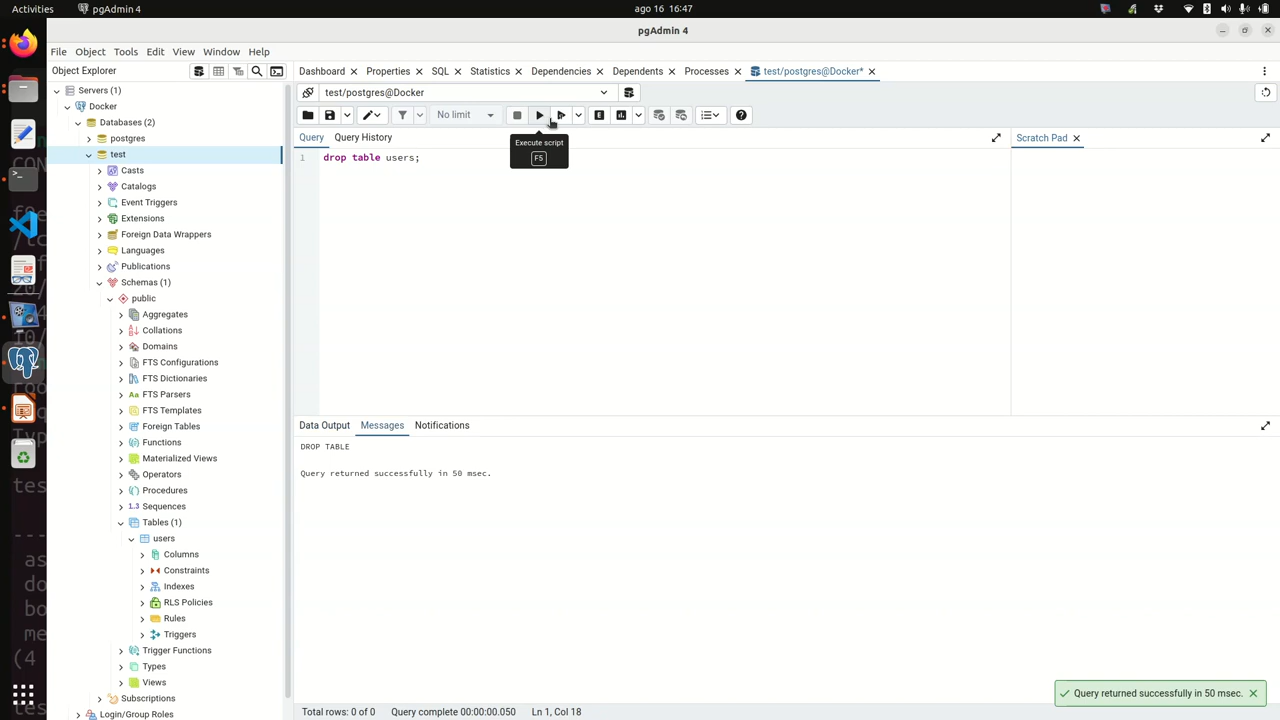 Activities
pgAdmin 4
ago 16 16:47
pgAdmin 4
File Object Tools Edit View Window Help
Object Explorer
Dashboard
Properties
SQL
Statistics
Dependencies
Dependents
Processes
test/postgres@Docker*
test/postgres@Docker
No limit
Execute script
F5
Query
Query History
Scratch Pad
1 drop table users;
Servers (1)
Docker
Databases (2)
postgres
test
Casts
Catalogs
Event Triggers
Extensions
Foreign Data Wrappers
Languages
Publications
Schemas (1)
public
Aggregates
Collations
Domains
FTS Configurations
FTS Dictionaries
Aa FTS Parsers
FTS Templates
Foreign Tables
Functions
Materialized Views
Operators
Procedures
1..3 Sequences
Tables (1)
users
Columns
Constraints
Indexes
RLS Policies
Rules
Triggers
Trigger Functions
Types
Views
Subscriptions
Login/Group Roles
Data Output
Messages
Notifications
DROP TABLE
Query returned successfully in 50 msec.
Query returned successfully in 50 msec.
Total rows: 0 of 0
Query complete 00:00:00.050
Ln 1, Col 18